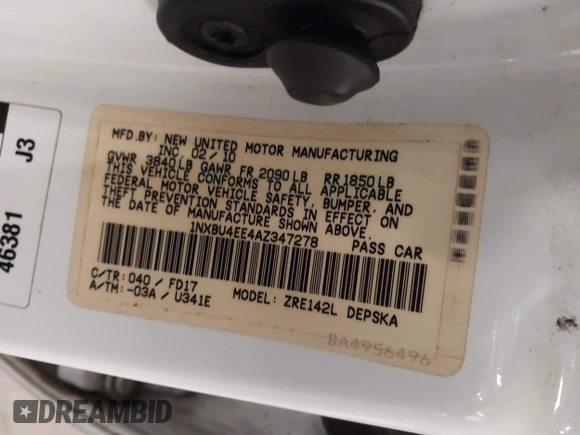 MFD.BY: NEW UNITED MOTOR MANUFACTURING
INC. 02/10
GVWR 3840LB GAWR FR 2090LB RR1850LB
THIS VEHICLE CONFORMS TO ALL APPLICABLE
FEDERAL MOTOR VEHICLE SAFETY, BUMPER, AND
THEFT PREVENTION STANDARDS IN EFFECT ON
THE DATE OF MANUFACTURE SHOWN ABOVE.
1NXBU4EE4AZ347278 PASS CAR
C/TR: 040 / FD17
A/TM: -03A / U341E MODEL: ZRE142L DEPSKA
BA4956496
46381 J3
DREAMBID